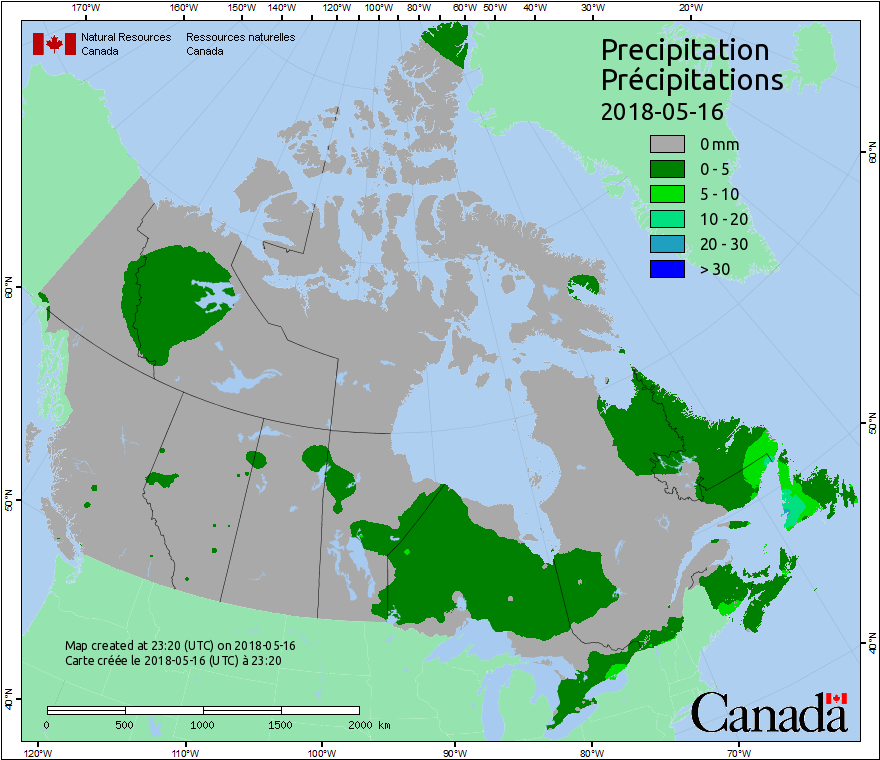 170°W 160°W 150°W 140°W 120°W 100°W 80°W 60°W 50°W 40°W 30°W 20°W
Natural Resources Ressources naturelles
Canada Canada
Precipitation
Précipitations
2018-05-16
0 mm
0 - 5
5 - 10
10 - 20
20 - 30
> 30
60°N
50°N
40°N
60°N
50°N
40°N
Map created at 23:20 (UTC) on 2018-05-16
Carte créée le 2018-05-16 (UTC) à 23:20
0 500 1000 1500 2000 km
Canada
120°W 110°W 100°W 90°W 80°W 70°W